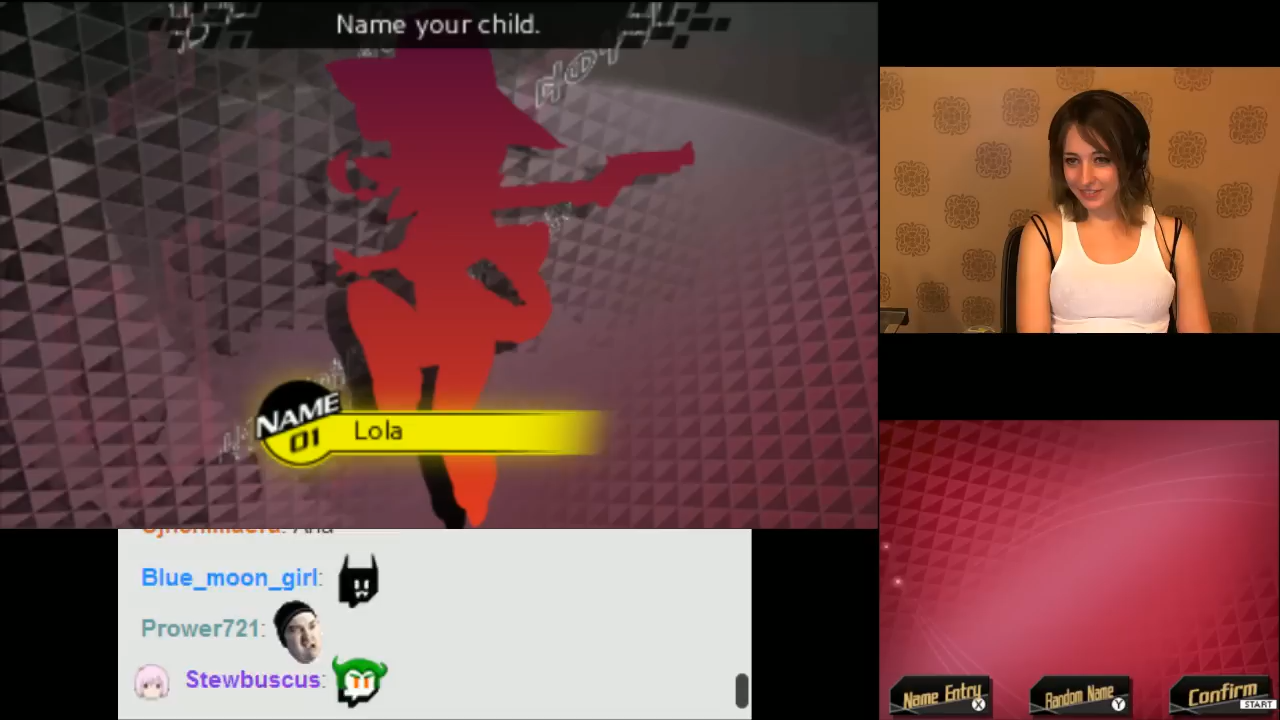 Name your child.
NAME
01
Lola
Blue_moon_girl:
Prower721:
Stewbuscus:
Name Entry X
Random Name Y
Confirm START